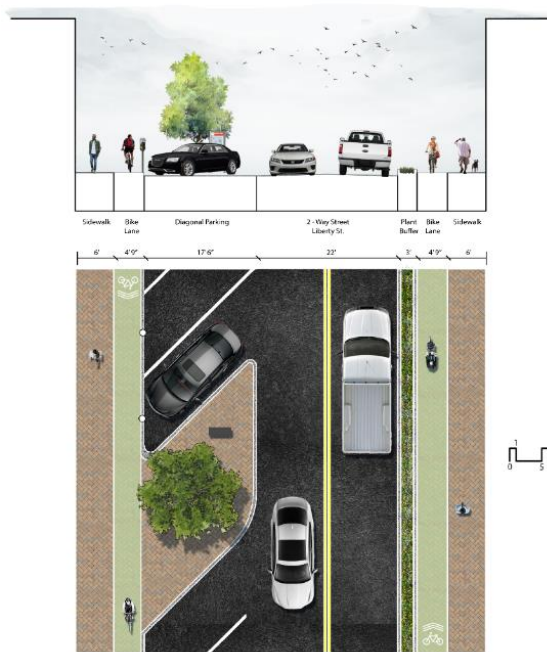 Sidewalk
Bike
Lane
Diagonal Parking
2 - Way Street
Liberty St.
Plant
Buffer
Bike
Lane
Sidewalk
6'
4'9"
17'6"
22'
3'
4'9"
6'
1
0
5